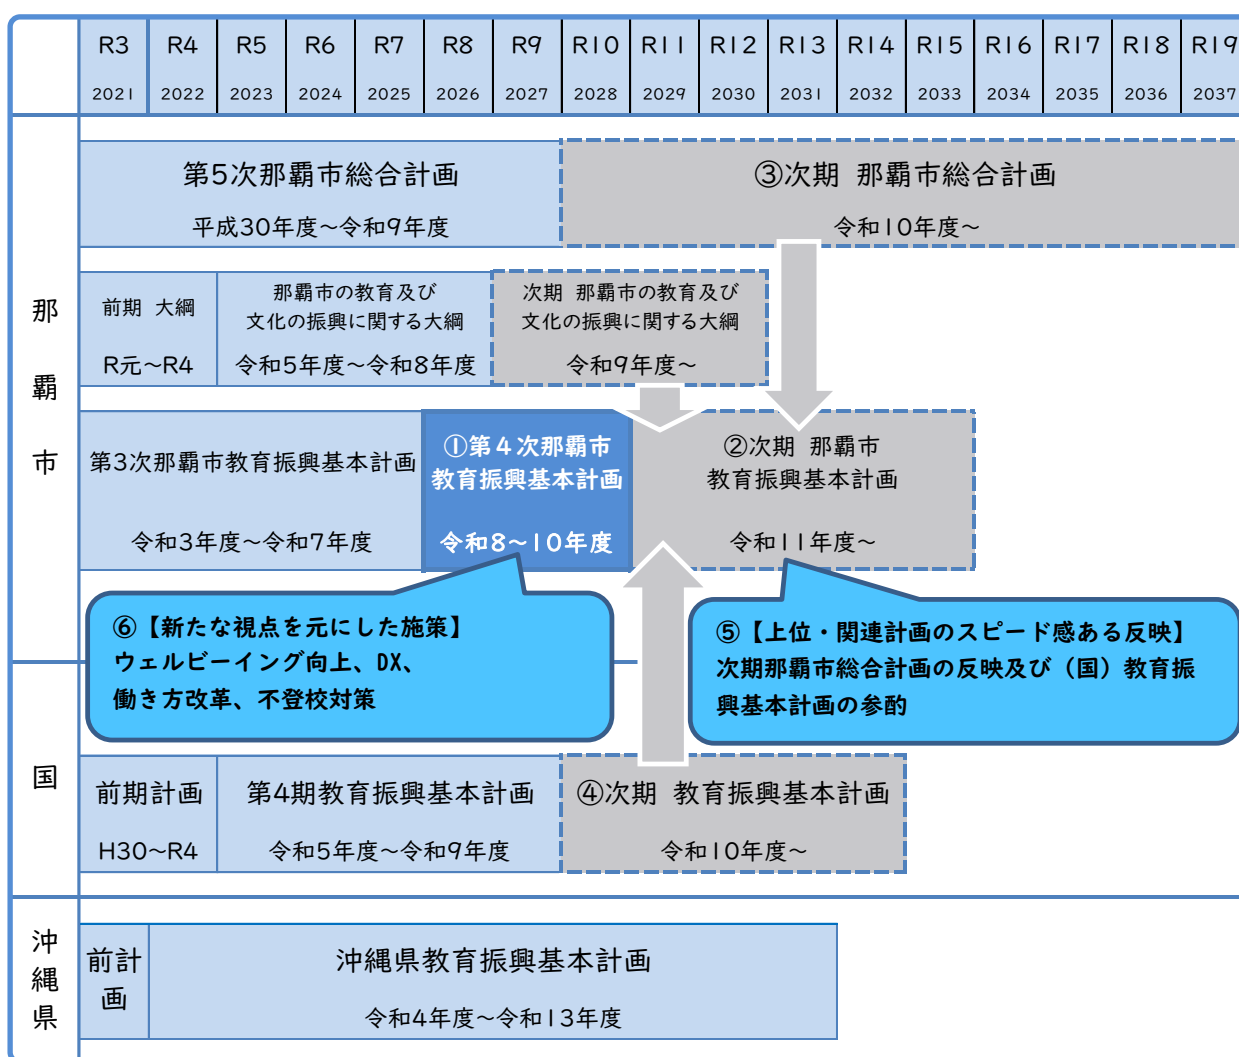 R3 R4 R5 R6 R7 R8 R9 R10 R11 R12 R13 R14 R15 R16 R17 R18 R19
2021 2022 2023 2024 2025 2026 2027 2028 2029 2030 2031 2032 2033 2034 2035 2036 2037
那覇市
第5次那覇市総合計画
平成30年度～令和9年度
③次期 那覇市総合計画
令和10年度～
前期 大綱
R元～R4
那覇市の教育及び
文化の振興に関する大綱
令和5年度～令和8年度
次期 那覇市の教育及び
文化の振興に関する大綱
令和9年度～
第3次那覇市教育振興基本計画
令和3年度～令和7年度
①第４次那覇市
教育振興基本計画
令和8～10年度
②次期 那覇市
教育振興基本計画
令和11年度～
⑥【新たな視点を元にした施策】
ウェルビーイング向上、DX、
働き方改革、不登校対策
⑤【上位・関連計画のスピード感ある反映】
次期那覇市総合計画の反映及び（国）教育振
興基本計画の参酌
国
前期計画
H30～R4
第4期教育振興基本計画
令和5年度～令和9年度
④次期 教育振興基本計画
令和10年度～
沖縄県
前計
画
沖縄県教育振興基本計画
令和4年度～令和13年度